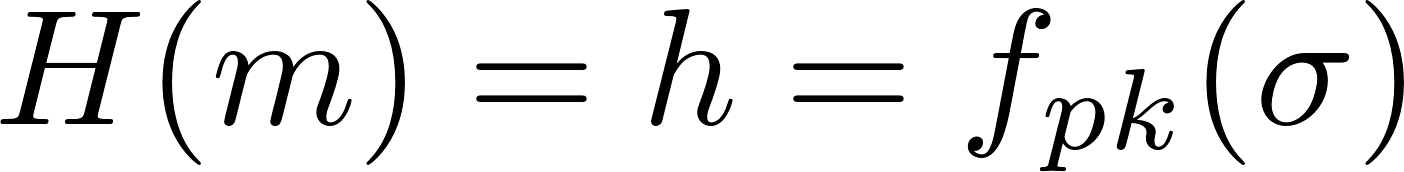 H(m) = h = f_{pk}(σ)